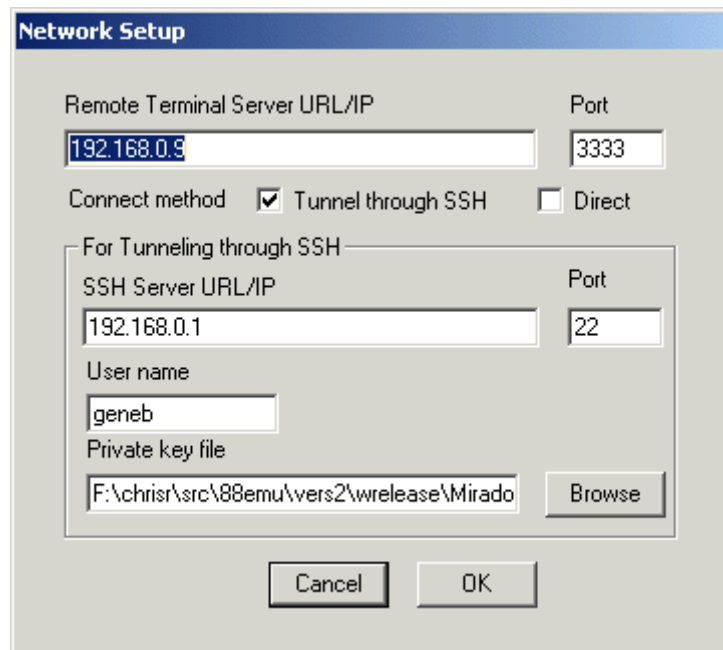 Network Setup
Remote Terminal Server URL/IP Port
192.168.0.9 3333
Connect method Tunnel through SSH Direct
For Tunneling through SSH
SSH Server URL/IP Port
192.168.0.1 22
User name
geneb
Private key file
F:\chrisr\src\88emu\vers2\wrelease\Mirado Browse
Cancel OK